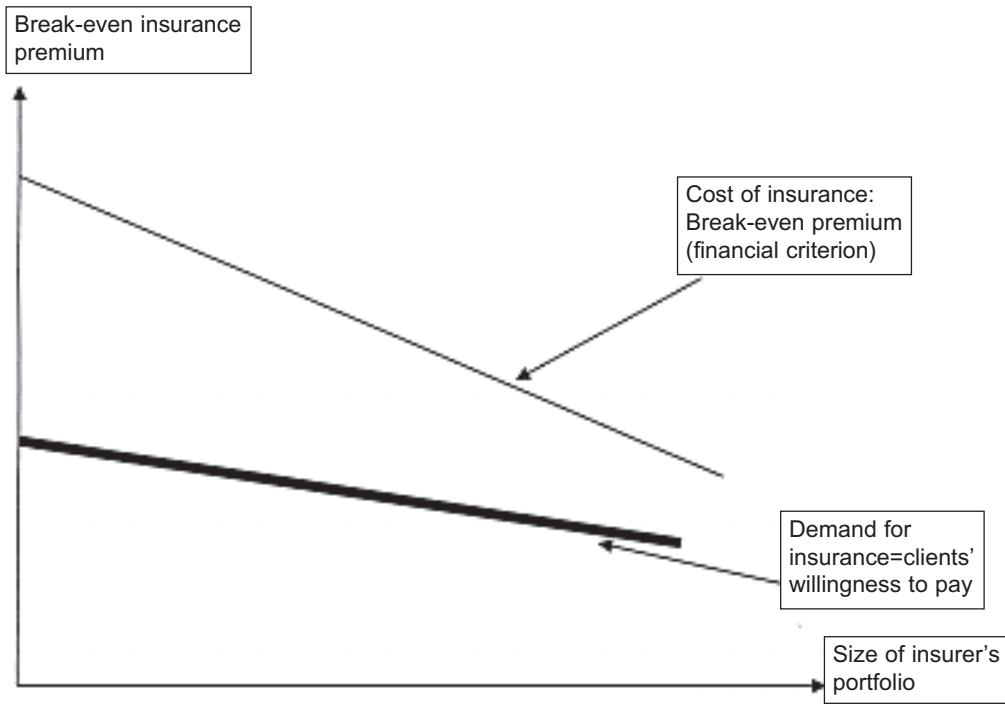 Break-even insurance
premium
Cost of insurance:
Break-even premium
(financial criterion)
Demand for
insurance=clients’
willingness to pay
Size of insurer’s
portfolio